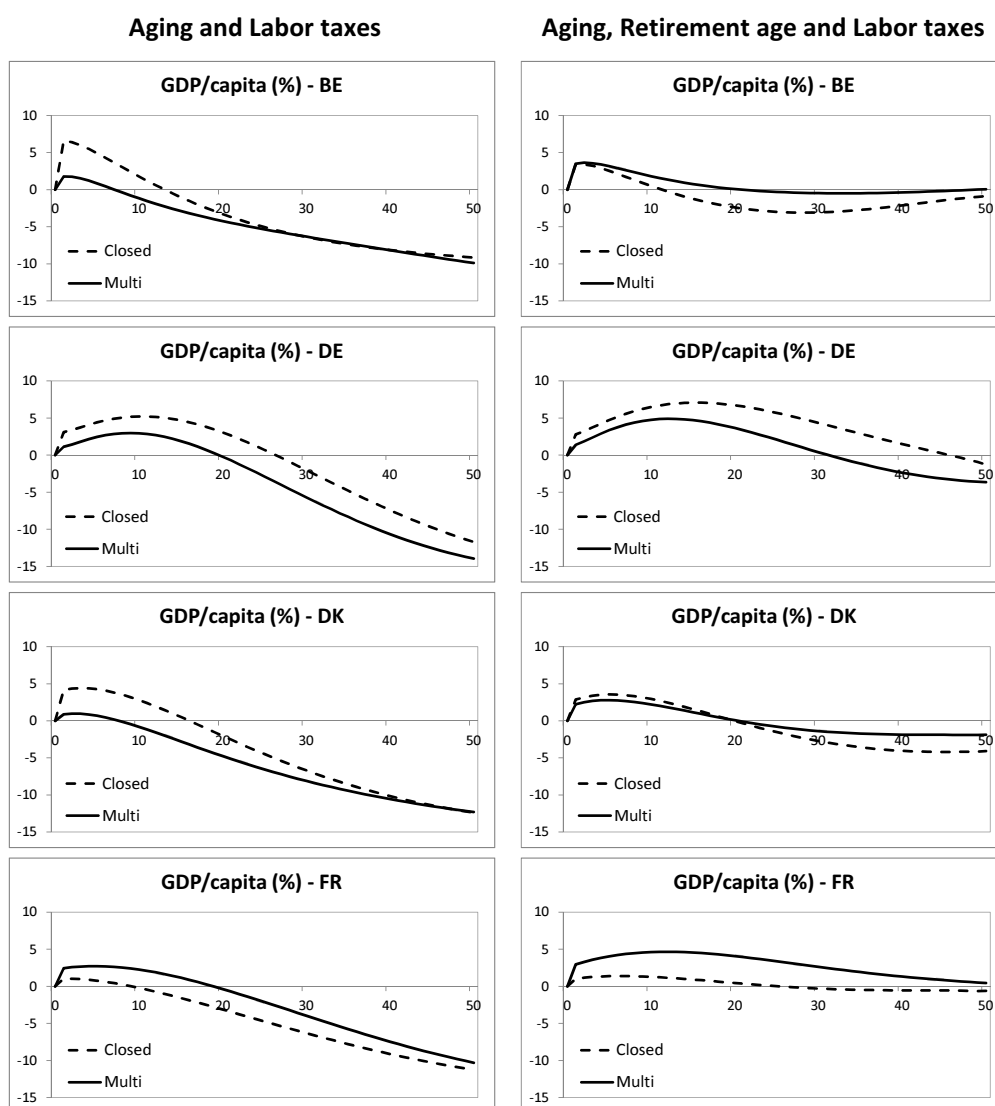 Aging and Labor taxes
Aging, Retirement age and Labor taxes
GDP/capita (%) - BE
10
5
0
-5
-10
-15
0 10 20 30 40 50
Closed
Multi
GDP/capita (%) - BE
10
5
0
-5
-10
-15
0 10 20 30 40 50
Closed
Multi
GDP/capita (%) - DE
10
5
0
-5
-10
-15
0 10 20 30 40 50
Closed
Multi
GDP/capita (%) - DE
10
5
0
-5
-10
-15
0 10 20 30 40 50
Closed
Multi
GDP/capita (%) - DK
10
5
0
-5
-10
-15
0 10 20 30 40 50
Closed
Multi
GDP/capita (%) - DK
10
5
0
-5
-10
-15
0 10 20 30 40 50
Closed
Multi
GDP/capita (%) - FR
10
5
0
-5
-10
-15
0 10 20 30 40 50
Closed
Multi
GDP/capita (%) - FR
10
5
0
-5
-10
-15
0 10 20 30 40 50
Closed
Multi